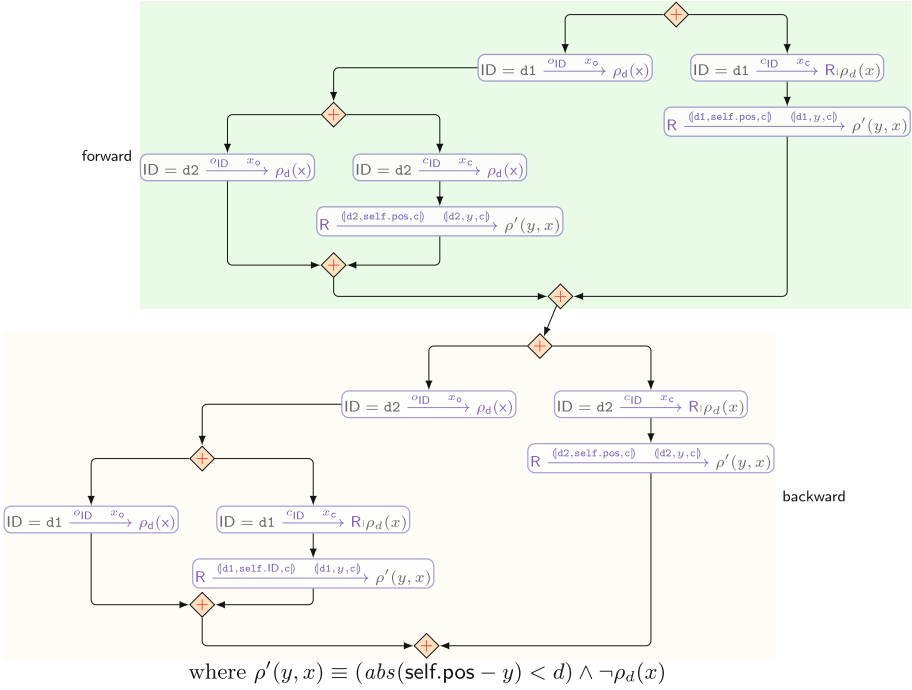 ID = d1 —o_ID x_o→ ρ_d(x)
ID = d1 —c_ID x_c→ R|ρ_d(x)
R —⦇d1,self.pos,c⦈ ⦇d1,y,c⦈→ ρ′(y, x)
forward
ID = d2 —o_ID x_o→ ρ_d(x)
ID = d2 —c_ID x_c→ ρ_d(x)
R —⦇d2,self.pos,c⦈ ⦇d2,y,c⦈→ ρ′(y, x)
ID = d2 —o_ID x_o→ ρ_d(x)
ID = d2 —c_ID x_c→ R|ρ_d(x)
R —⦇d2,self.pos,c⦈ ⦇d2,y,c⦈→ ρ′(y, x)
backward
ID = d1 —o_ID x_o→ ρ_d(x)
ID = d1 —c_ID x_c→ R|ρ_d(x)
R —⦇d1,self.ID,c⦈ ⦇d1,y,c⦈→ ρ′(y, x)
where ρ′(y, x) ≡ (abs(self.pos − y) < d) ∧ ¬ρ_d(x)